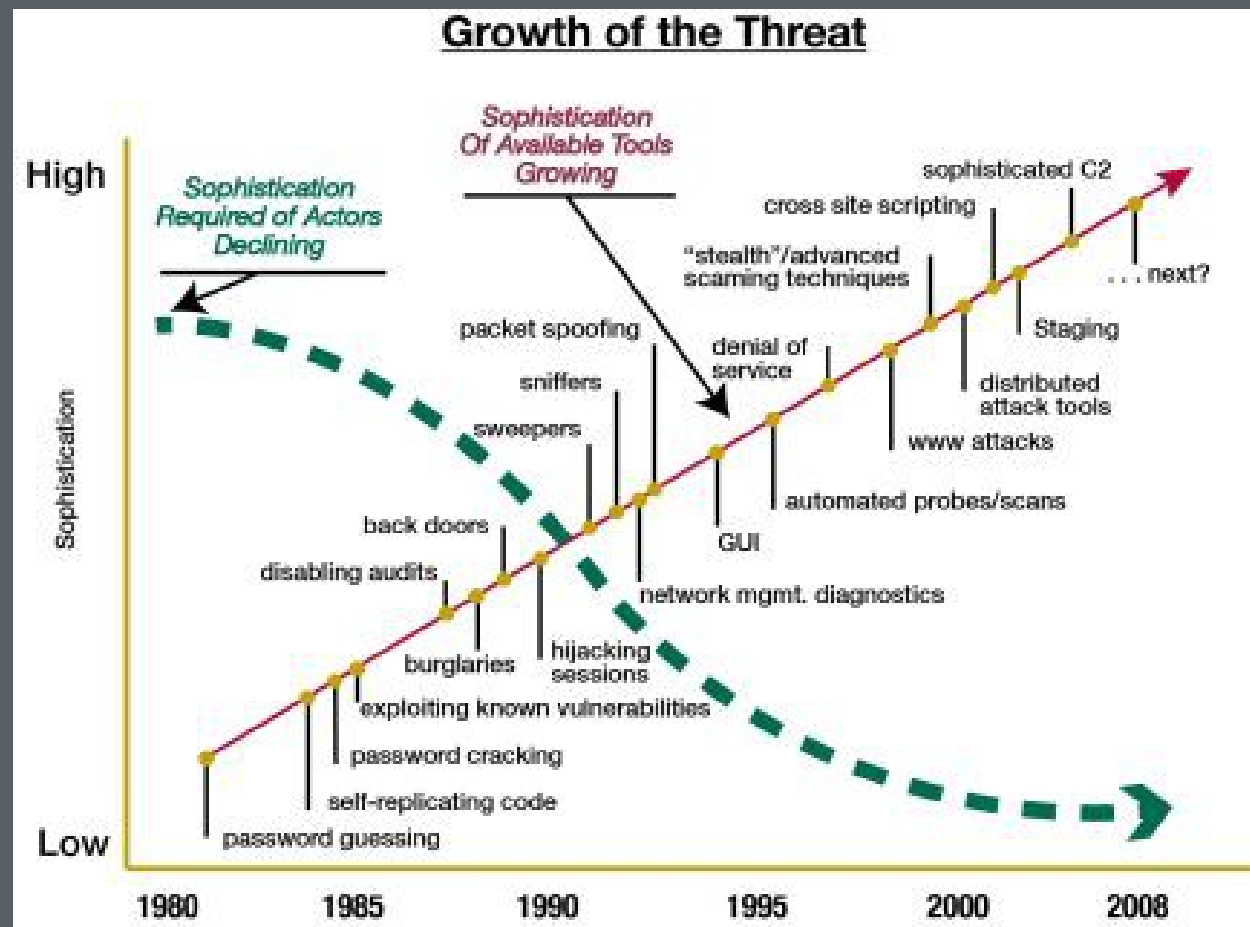 Growth of the Threat
Sophistication
Of Available Tools
Growing
High
Sophistication
Required of Actors
Declining
sophisticated C2
cross site scripting
"stealth"/advanced
scanning techniques
... next?
packet spoofing
denial of
service
Staging
sniffers
distributed
attack tools
sweepers
www attacks
Sophistication
automated probes/scans
back doors
GUI
disabling audits
network mgmt. diagnostics
burglaries
hijacking
sessions
exploiting known vulnerabilities
password cracking
self-replicating code
password guessing
Low
1980
1985
1990
1995
2000
2008